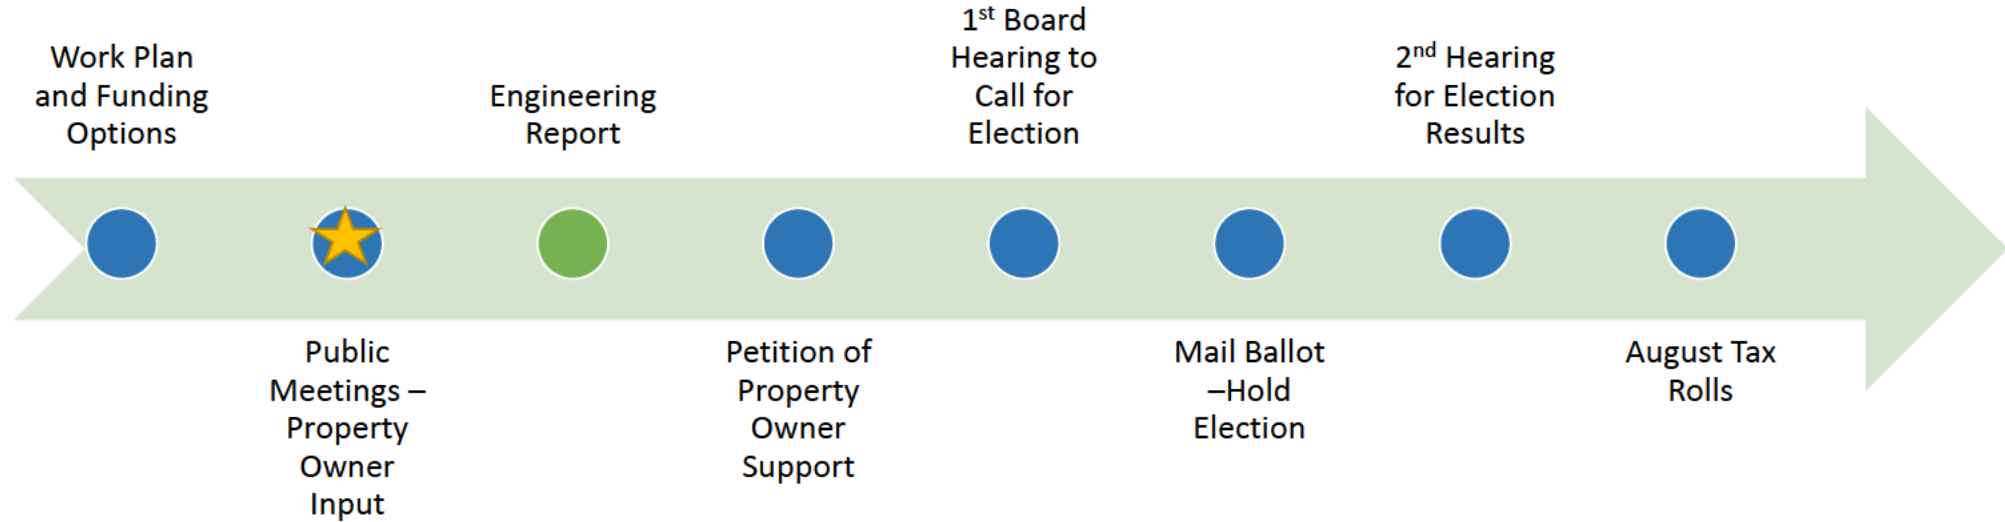 Work Plan
and Funding
Options
Public
Meetings –
Property
Owner
Input
Engineering
Report
Petition of
Property
Owner
Support
1st Board
Hearing to
Call for
Election
Mail Ballot
–Hold
Election
2nd Hearing
for Election
Results
August Tax
Rolls